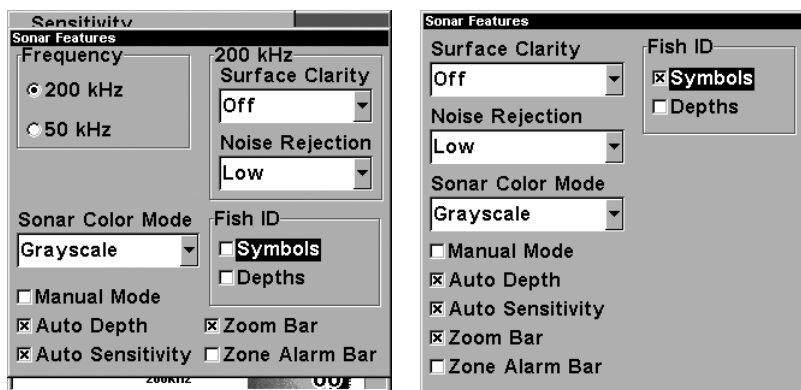 Sensitivity
Sonar Features
Frequency
200 kHz
50 kHz
200 kHz
Surface Clarity
Off
Noise Rejection
Low
Sonar Color Mode
Grayscale
Fish ID
Symbols
Depths
Manual Mode
Auto Depth
Zoom Bar
Auto Sensitivity
Zone Alarm Bar
200kHz
Sonar Features
Surface Clarity
Off
Fish ID
Symbols
Depths
Noise Rejection
Low
Sonar Color Mode
Grayscale
Manual Mode
Auto Depth
Auto Sensitivity
Zoom Bar
Zone Alarm Bar